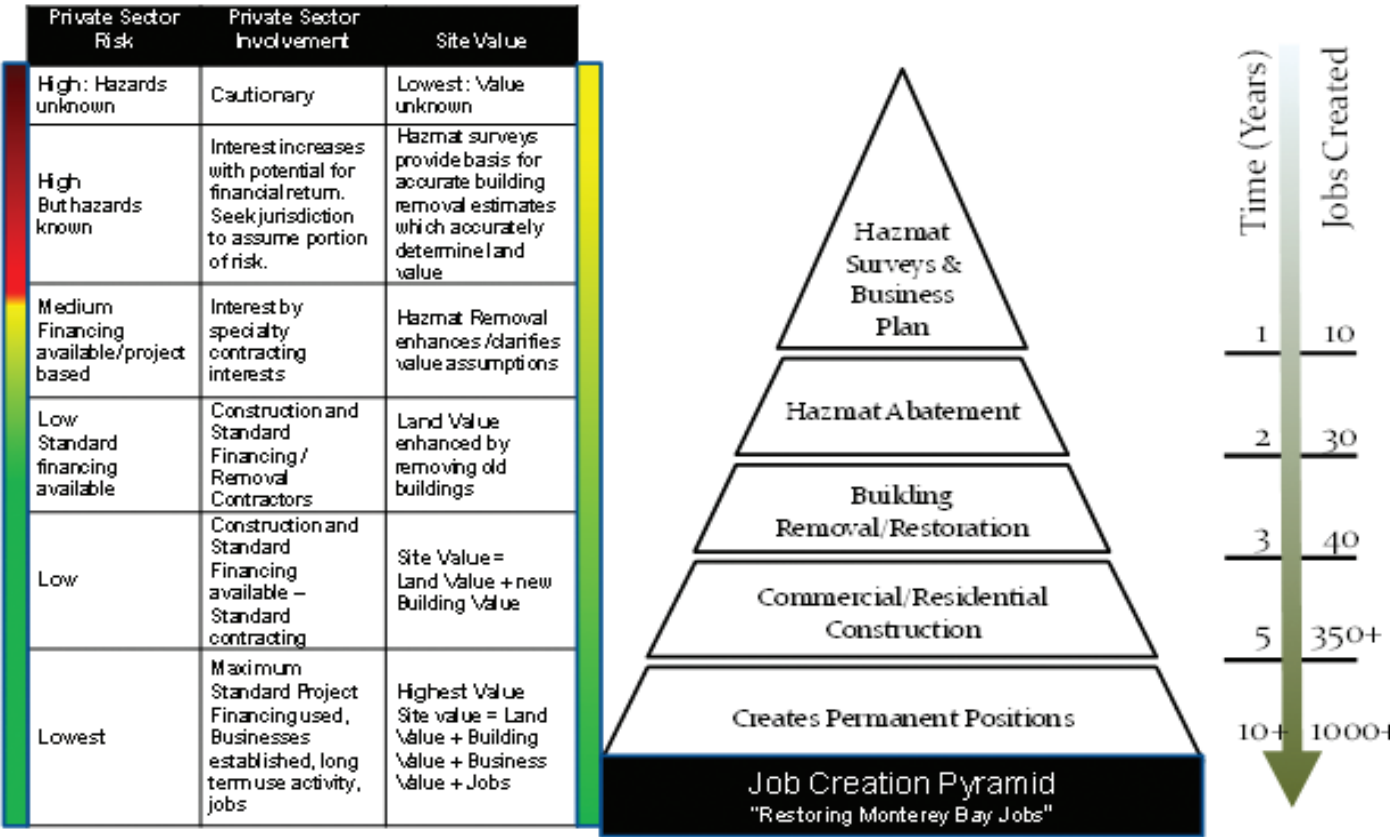 Private Sector
Risk
Private Sector
Involvement
Site Value
High: Hazards
unknown
Cautionary
Lowest: Value
unknown
High
But hazards
known
Interest increases
with potential for
financial return.
Seek jurisdiction
to assume portion
of risk.
Hazmat surveys
provide basis for
accurate building
removal estimates
which accurately
determine land
value
Medium
Financing
available/project
based
Interest by
specialty
contracting
interests
Hazmat Removal
enhances /clarifies
value assumptions
Low
Standard
financing
available
Construction and
Standard
Financing /
Removal
Contractors
Land Value
enhanced by
removing old
buildings
Low
Construction and
Standard
Financing
available –
Standard
contracting
Site Value =
Land Value + new
Building Value
Lowest
Maximum
Standard Project
Financing used,
Businesses
established, long
term use activity,
jobs
Highest Value
Site value = Land
Value + Building
Value + Business
Value + Jobs
Hazmat
Surveys &
Business
Plan
Hazmat Abatement
Building
Removal/Restoration
Commercial/Residential
Construction
Creates Permanent Positions
Job Creation Pyramid
"Restoring Monterey Bay Jobs"
Time (Years)
Jobs Created
1 10
2 30
3 40
5 350+
10+ 1000+